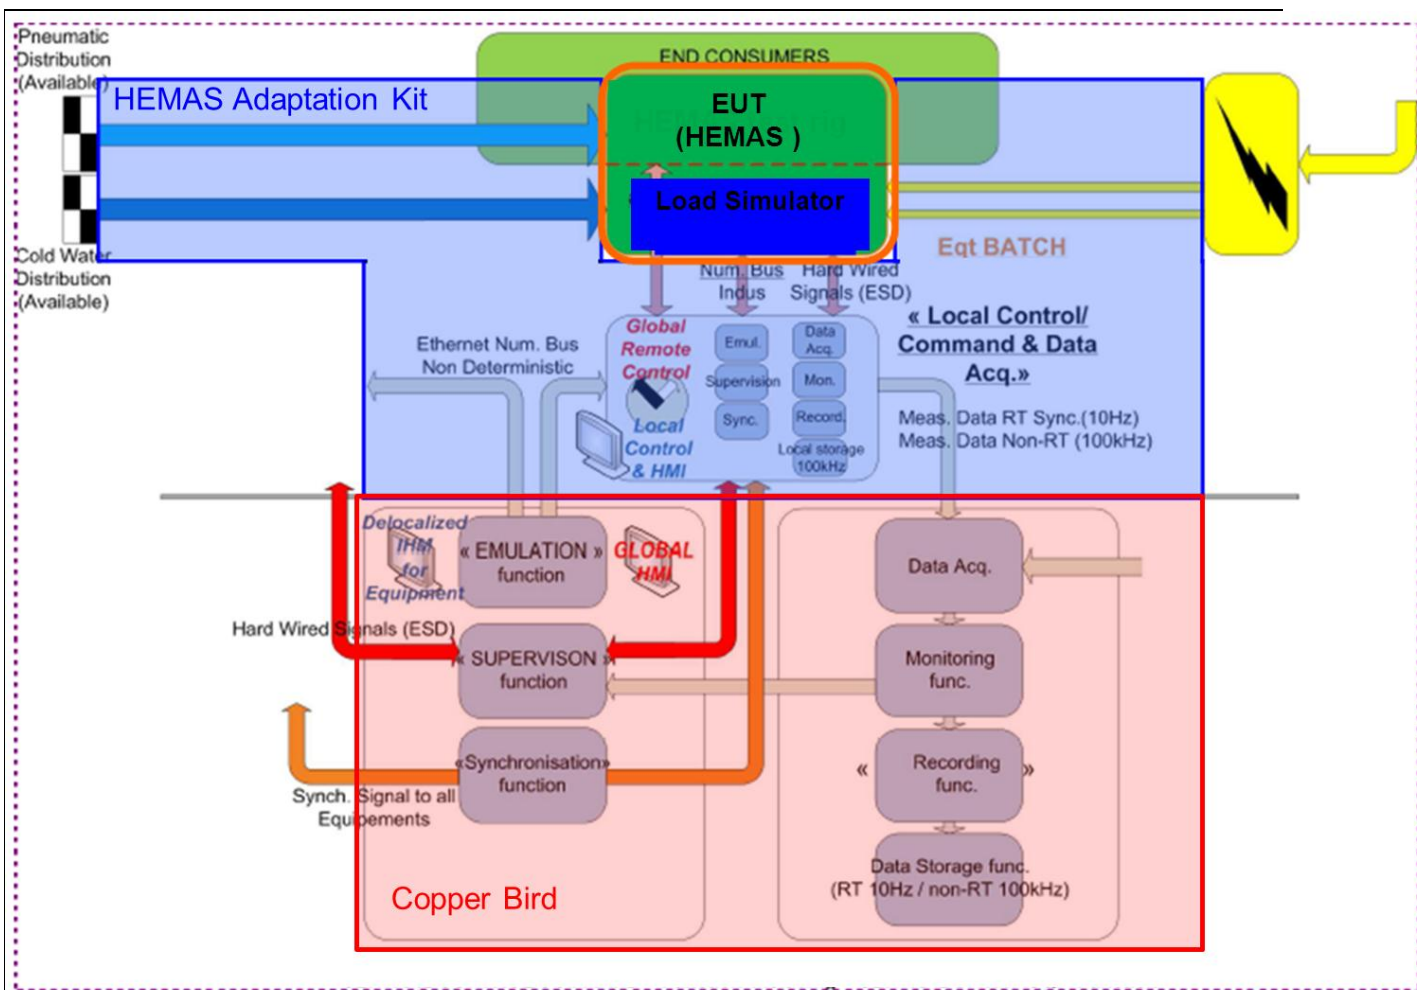 Pneumatic
Distribution
(Available)
HEMAS Adaptation Kit
END CONSUMERS
EUT
(HEMAS )
Load Simulator
Cold Water
Distribution
(Available)
Eqt BATCH
Num. Bus
Indus
Hard Wired
Signals (ESD)
« Local Control/
Command & Data
Acq.»
Ethernet Num. Bus
Non Deterministic
Global
Remote
Control
Local
Control
& HMI
Emul.
Supervision
Sync.
Data
Acq.
Mon.
Record.
Local storage
100kHz
Meas. Data RT Sync.(10Hz)
Meas. Data Non-RT (100kHz)
Delocalized
IHM
for
Equipment
« EMULATION »
function
GLOBAL
HMI
Hard Wired Signals (ESD)
« SUPERVISON »
function
«Synchronisation»
function
Synch. Signal to all
Equipements
Data Acq.
Monitoring
func.
« Recording »
func.
Data Storage func.
(RT 10Hz / non-RT 100kHz)
Copper Bird